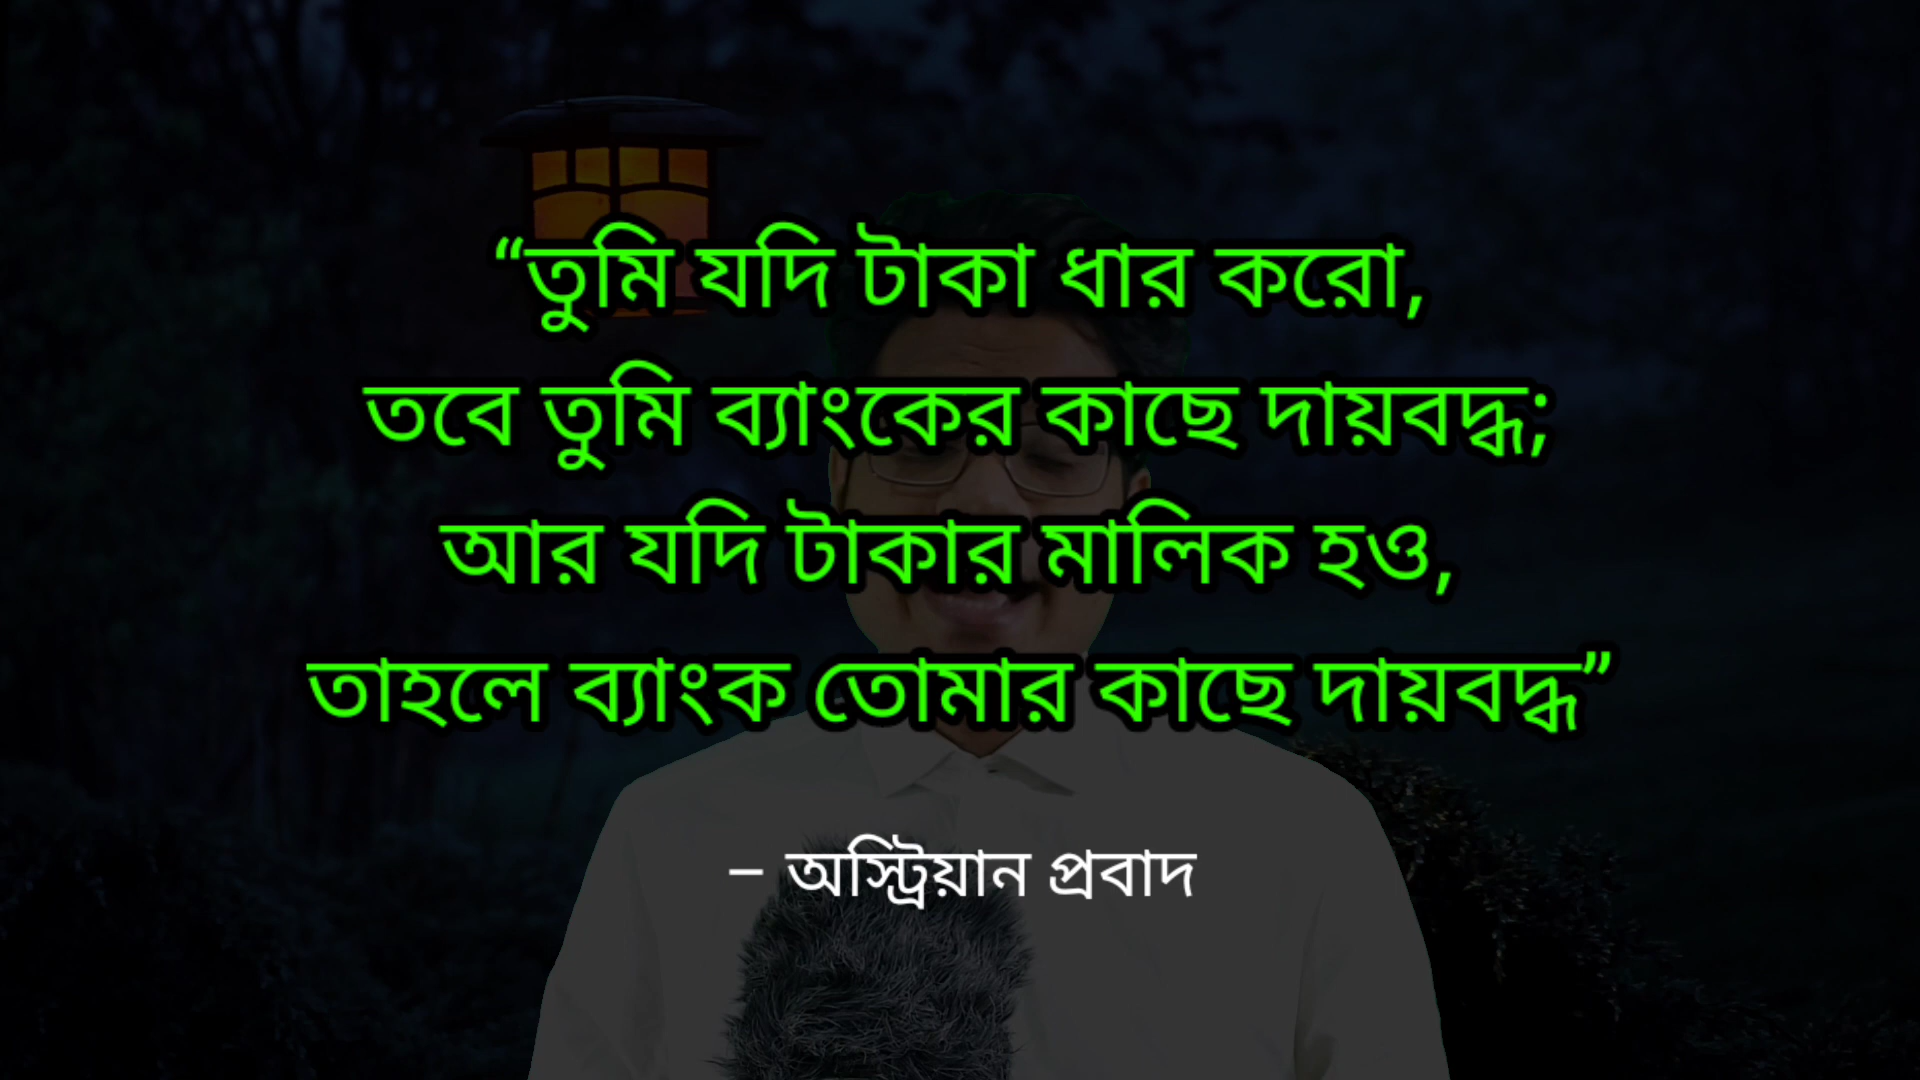 “তুমি যদি টাকা ধার করো,
তবে তুমি ব্যাংকের কাছে দায়বদ্ধ;
আর যদি টাকার মালিক হও,
তাহলে ব্যাংক তোমার কাছে দায়বদ্ধ”
– অস্ট্রিয়ান প্রবাদ